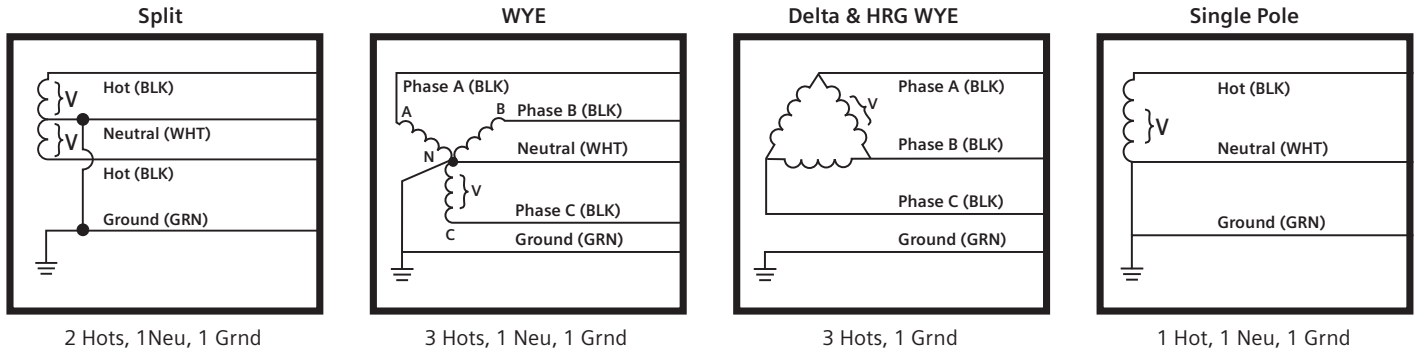 Split
Hot (BLK)
V
Neutral (WHT)
V
Hot (BLK)
Ground (GRN)
2 Hots, 1Neu, 1 Grnd
WYE
Phase A (BLK)
A
B
Phase B (BLK)
N
Neutral (WHT)
V
Phase C (BLK)
C
Ground (GRN)
3 Hots, 1 Neu, 1 Grnd
Delta & HRG WYE
Phase A (BLK)
V
Phase B (BLK)
Phase C (BLK)
Ground (GRN)
3 Hots, 1 Grnd
Single Pole
Hot (BLK)
V
Neutral (WHT)
Ground (GRN)
1 Hot, 1 Neu, 1 Grnd